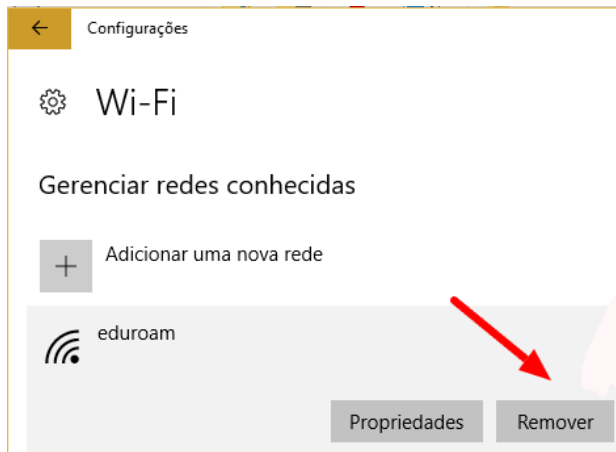 Configurações
Wi-Fi
Gerenciar redes conhecidas
Adicionar uma nova rede
eduroam
Propriedades Remover